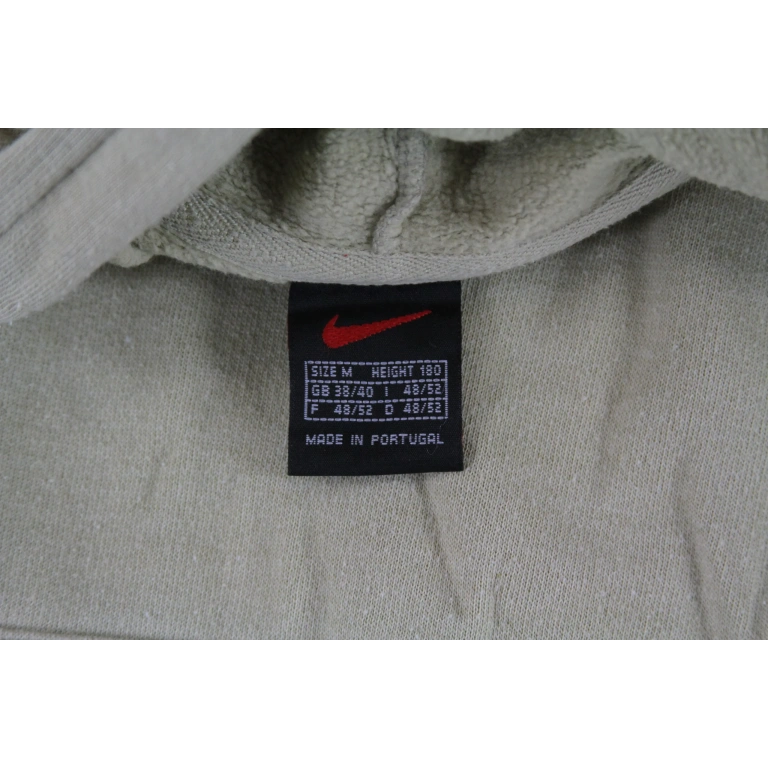 SIZE M HEIGHT 180
GB 38/40 I 48/52
F 48/52 D 48/52
MADE IN PORTUGAL